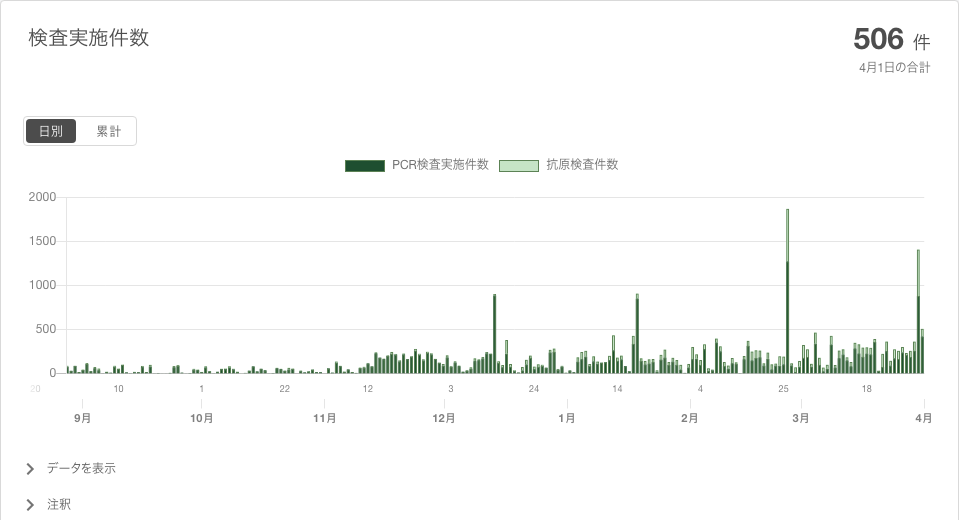 検査実施件数
506 件
4月1日の合計
日別 累計
PCR検査実施件数 抗原検査件数
2000
1500
1000
500
0
20 10 1 22 12 3 24 14 4 25 18
9月 10月 11月 12月 1月 2月 3月 4月
データを表示
注釈